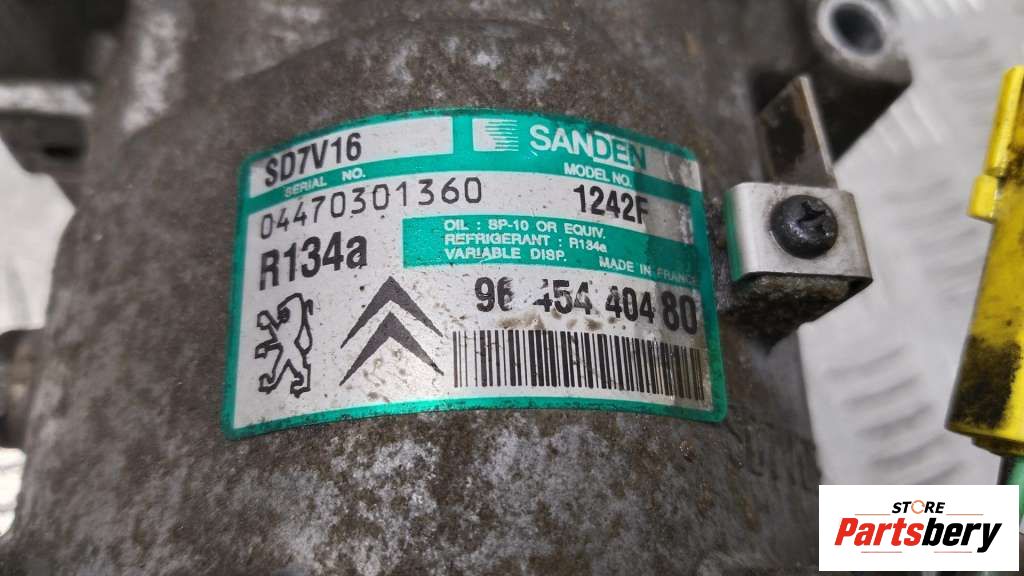 SD7V16
SANDEN
SERIAL NO.
MODEL NO.
04470301360
1242F
OIL : SP-10 OR EQUIV.
REFRIGERANT : R134a
VARIABLE DISP. MADE IN FRANCE
R134a
96 454 404 80
STORE
Partsbery